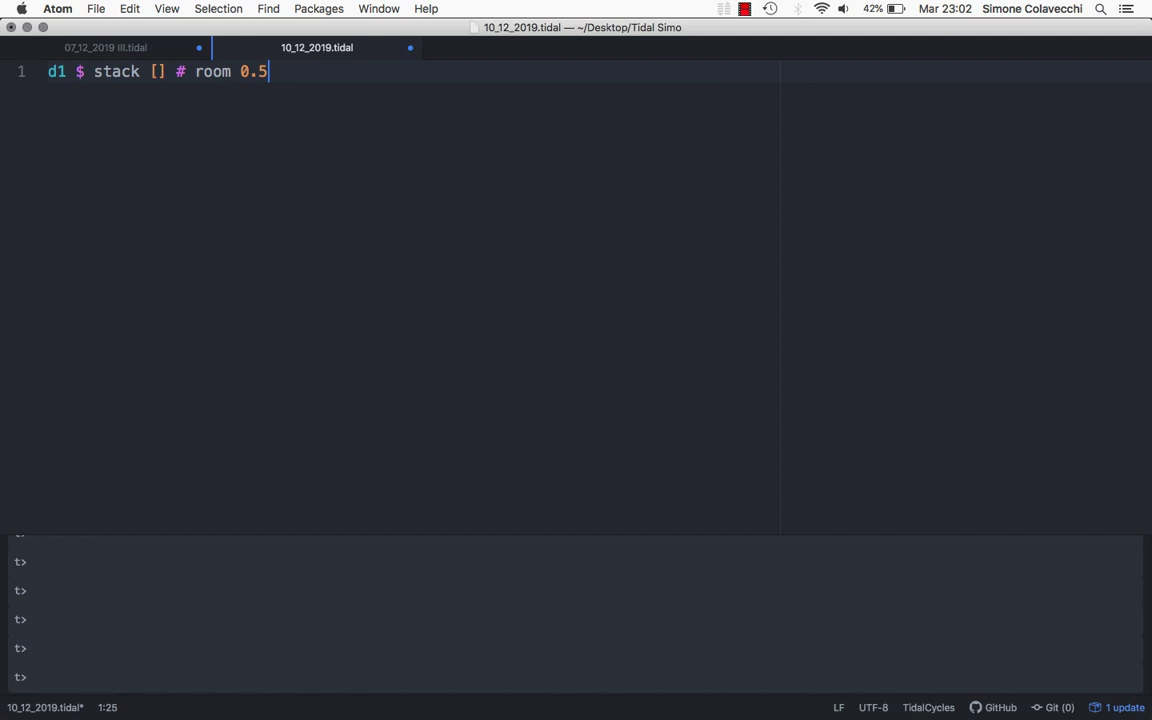 Atom File Edit View Selection Find Packages Window Help 42% Mar 23:02 Simone Colavecchi
10_12_2019.tidal — ~/Desktop/Tidal Simo
07_12_2019 III.tidal 10_12_2019.tidal
1 d1 $ stack [] # room 0.5
t>
t>
t>
t>
t>
10_12_2019.tidal* 1:25 LF UTF-8 TidalCycles GitHub Git (0) 1 update